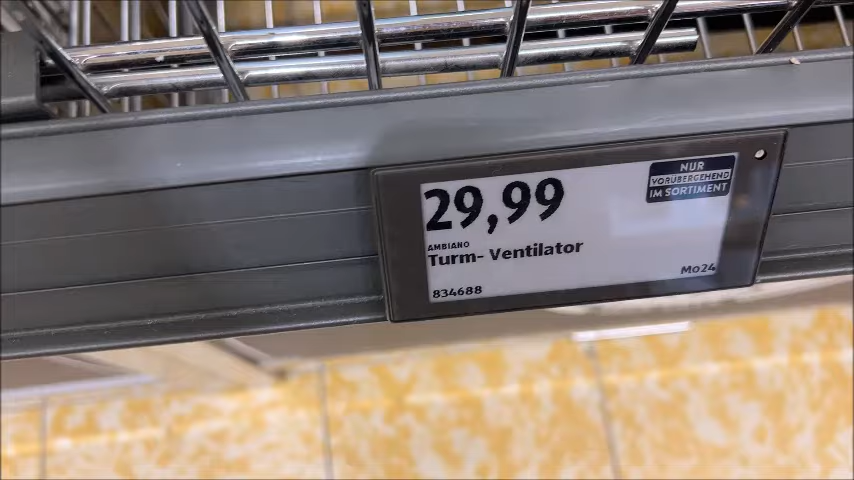 NUR
VORÜBERGEHEND
IM SORTIMENT
29,99
AMBIANO
Turm- Ventilator
834688
Mo24